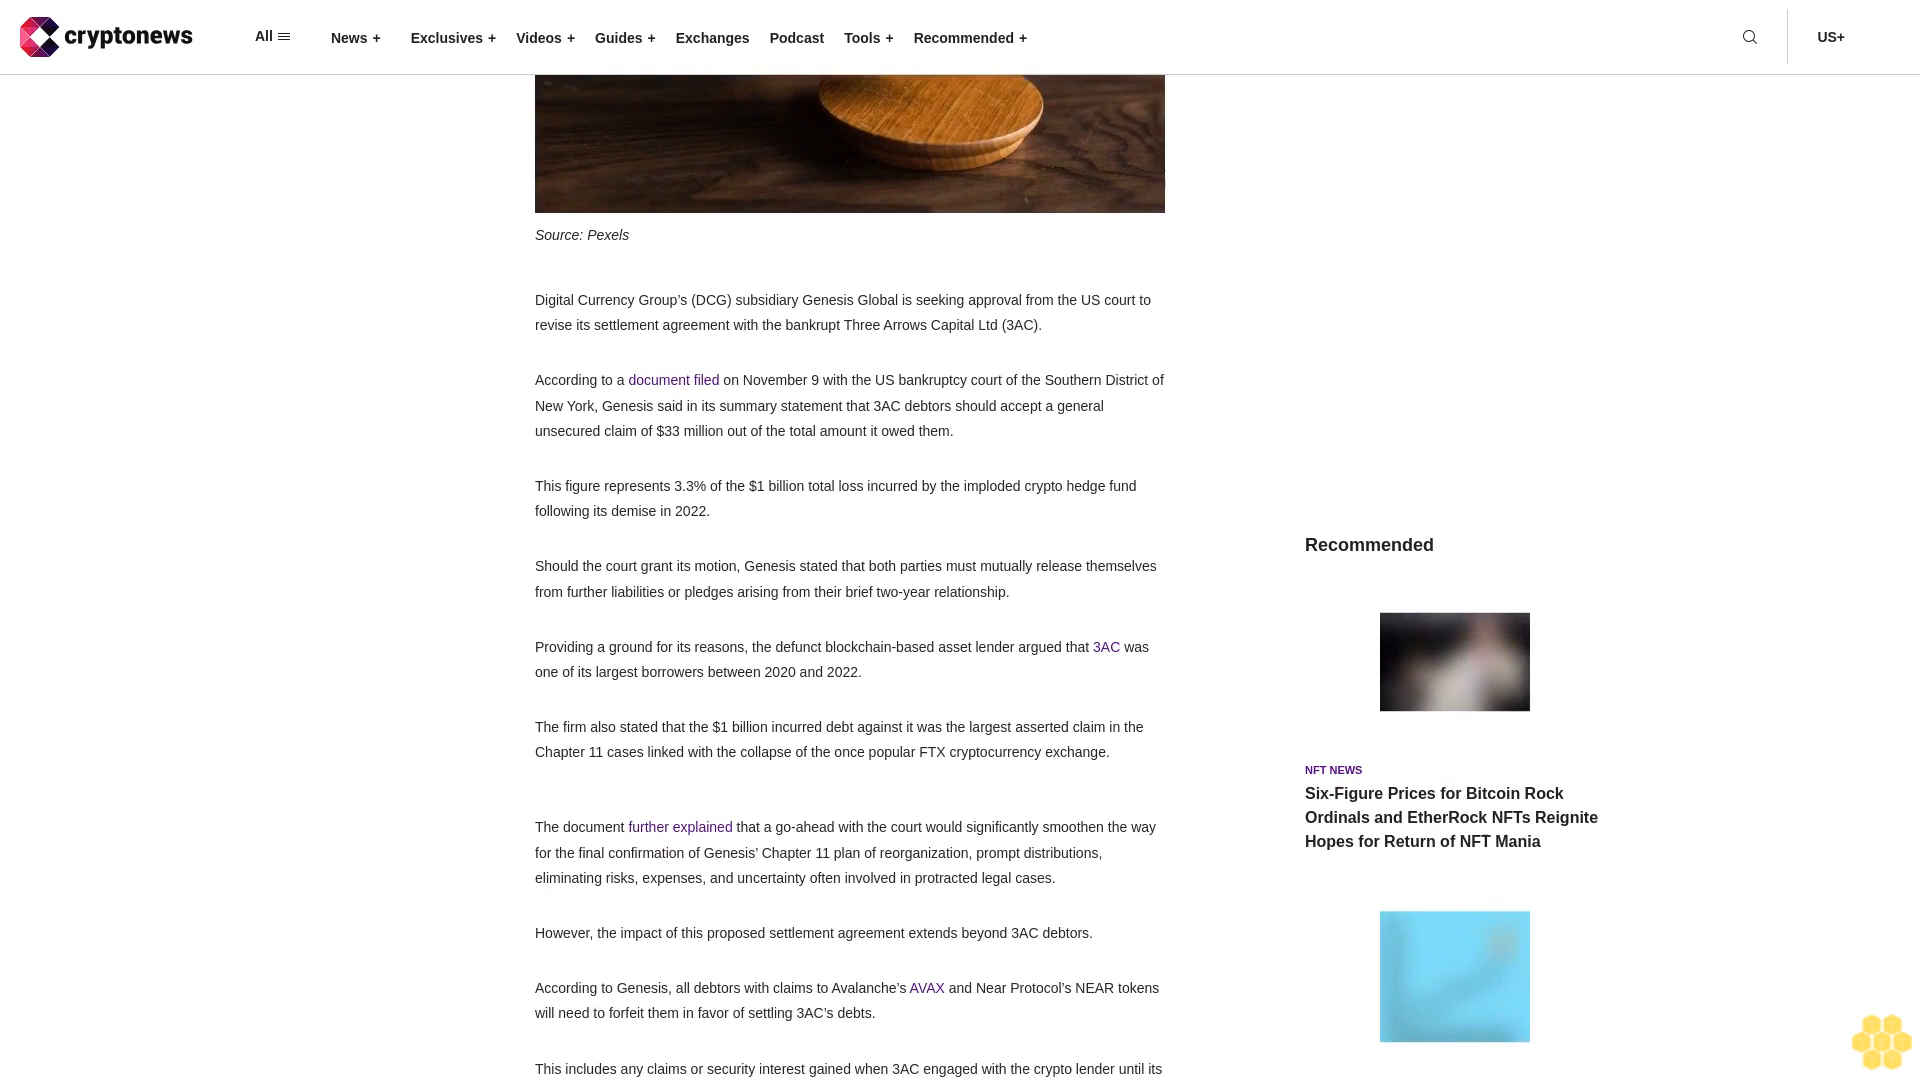 cryptonews
All
News +
Exclusives +
Videos +
Guides +
Exchanges
Podcast
Tools +
Recommended +
US+
Source: Pexels
Digital Currency Group’s (DCG) subsidiary Genesis Global is seeking approval from the US court to
revise its settlement agreement with the bankrupt Three Arrows Capital Ltd (3AC).
According to a document filed on November 9 with the US bankruptcy court of the Southern District of
New York, Genesis said in its summary statement that 3AC debtors should accept a general
unsecured claim of $33 million out of the total amount it owed them.
This figure represents 3.3% of the $1 billion total loss incurred by the imploded crypto hedge fund
following its demise in 2022.
Should the court grant its motion, Genesis stated that both parties must mutually release themselves
from further liabilities or pledges arising from their brief two-year relationship.
Providing a ground for its reasons, the defunct blockchain-based asset lender argued that 3AC was
one of its largest borrowers between 2020 and 2022.
The firm also stated that the $1 billion incurred debt against it was the largest asserted claim in the
Chapter 11 cases linked with the collapse of the once popular FTX cryptocurrency exchange.
The document further explained that a go-ahead with the court would significantly smoothen the way
for the final confirmation of Genesis’ Chapter 11 plan of reorganization, prompt distributions,
eliminating risks, expenses, and uncertainty often involved in protracted legal cases.
However, the impact of this proposed settlement agreement extends beyond 3AC debtors.
According to Genesis, all debtors with claims to Avalanche’s AVAX and Near Protocol’s NEAR tokens
will need to forfeit them in favor of settling 3AC’s debts.
This includes any claims or security interest gained when 3AC engaged with the crypto lender until its
Recommended
NFT NEWS
Six-Figure Prices for Bitcoin Rock
Ordinals and EtherRock NFTs Reignite
Hopes for Return of NFT Mania